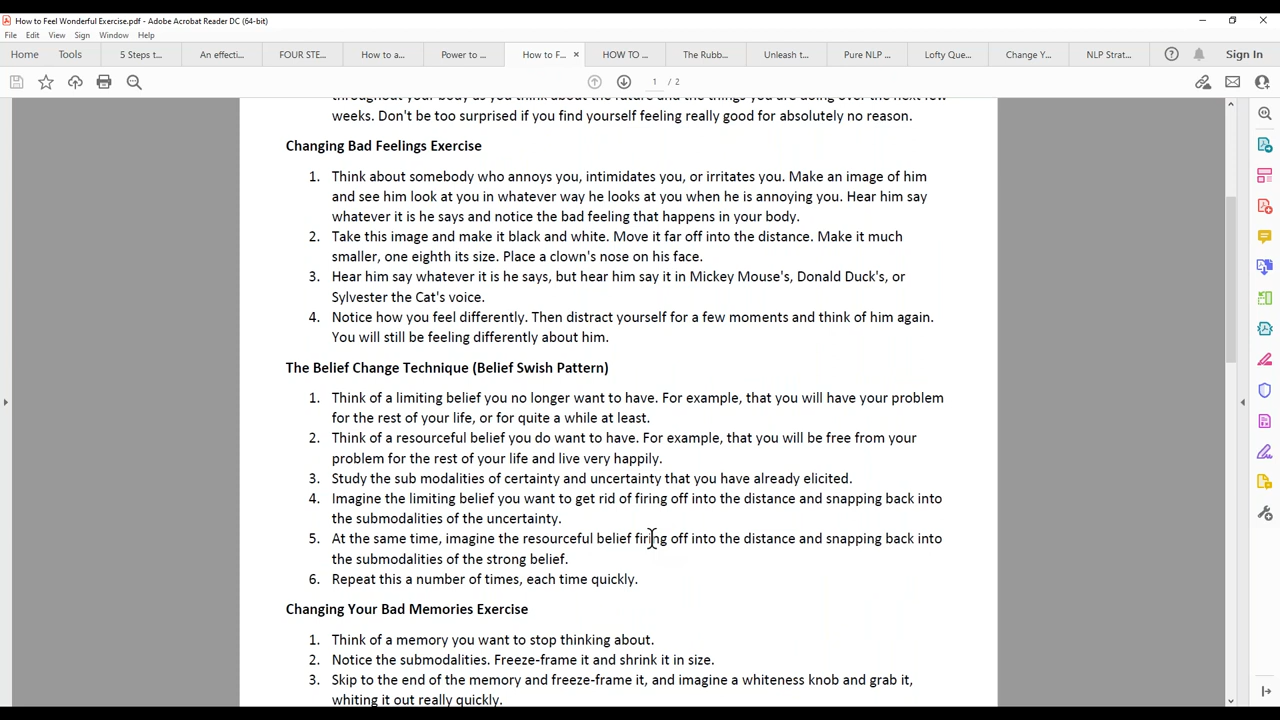 How to Feel Wonderful Exercise.pdf - Adobe Acrobat Reader DC (64-bit)
File Edit View Sign Window Help
Home Tools 5 Steps t... An effecti... FOUR STE... How to a... Power to ... How to F... × HOW TO ... The Rubb... Unleash t... Pure NLP ... Lofty Que... Change Y... NLP Strat... Sign In
1 / 2
throughout your body as you think about the future and the things you are doing over the next few
weeks. Don't be too surprised if you find yourself feeling really good for absolutely no reason.
Changing Bad Feelings Exercise
1. Think about somebody who annoys you, intimidates you, or irritates you. Make an image of him
and see him look at you in whatever way he looks at you when he is annoying you. Hear him say
whatever it is he says and notice the bad feeling that happens in your body.
2. Take this image and make it black and white. Move it far off into the distance. Make it much
smaller, one eighth its size. Place a clown's nose on his face.
3. Hear him say whatever it is he says, but hear him say it in Mickey Mouse's, Donald Duck's, or
Sylvester the Cat's voice.
4. Notice how you feel differently. Then distract yourself for a few moments and think of him again.
You will still be feeling differently about him.
The Belief Change Technique (Belief Swish Pattern)
1. Think of a limiting belief you no longer want to have. For example, that you will have your problem
for the rest of your life, or for quite a while at least.
2. Think of a resourceful belief you do want to have. For example, that you will be free from your
problem for the rest of your life and live very happily.
3. Study the sub modalities of certainty and uncertainty that you have already elicited.
4. Imagine the limiting belief you want to get rid of firing off into the distance and snapping back into
the submodalities of the uncertainty.
5. At the same time, imagine the resourceful belief firing off into the distance and snapping back into
the submodalities of the strong belief.
6. Repeat this a number of times, each time quickly.
Changing Your Bad Memories Exercise
1. Think of a memory you want to stop thinking about.
2. Notice the submodalities. Freeze-frame it and shrink it in size.
3. Skip to the end of the memory and freeze-frame it, and imagine a whiteness knob and grab it,
whiting it out really quickly.